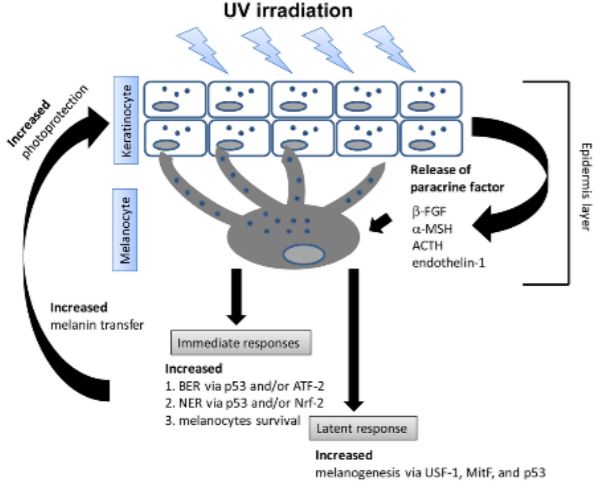 UV irradiation
Increased
photoprotection
Keratinocyte
Melanocyte
Release of
paracrine factor
β-FGF
α-MSH
ACTH
endothelin-1
Epidermis layer
Increased
melanin transfer
Immediate responses
Increased
1. BER via p53 and/or ATF-2
2. NER via p53 and/or Nrf-2
3. melanocytes survival
Latent response
Increased
melanogenesis via USF-1, MitF, and p53